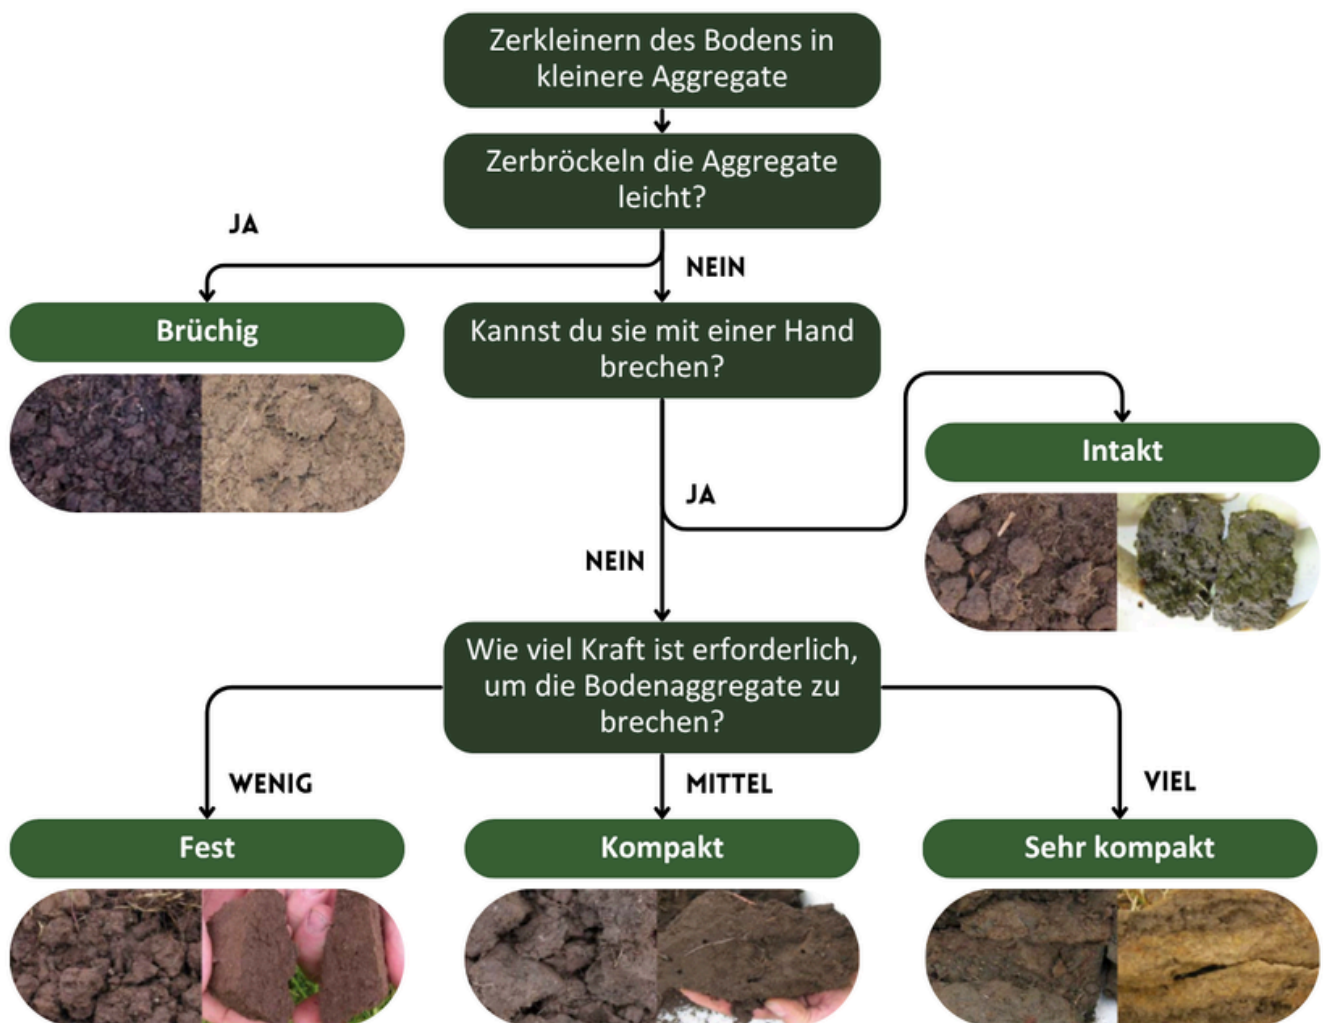 Zerkleinern des Bodens in
kleinere Aggregate
Zerbröckeln die Aggregate
leicht?
JA
NEIN
Brüchig
Kannst du sie mit einer Hand
brechen?
Intakt
JA
NEIN
Wie viel Kraft ist erforderlich,
um die Bodenaggregate zu
brechen?
WENIG
MITTEL
VIEL
Fest
Kompakt
Sehr kompakt